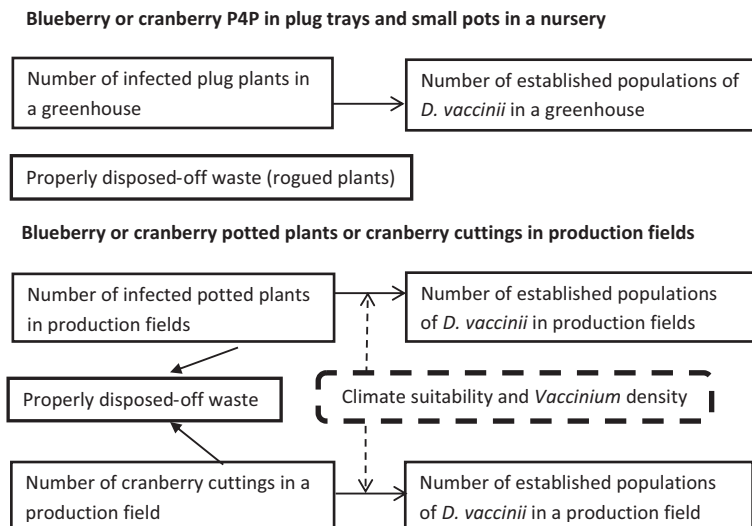 Blueberry or cranberry P4P in plug trays and small pots in a nursery
Number of infected plug plants in
a greenhouse
Number of established populations of
D. vaccinii in a greenhouse
Properly disposed-off waste (rogued plants)
Blueberry or cranberry potted plants or cranberry cuttings in production fields
Number of infected potted plants
in production fields
Number of established populations
of D. vaccinii in production fields
Properly disposed-off waste
Climate suitability and Vaccinium density
Number of cranberry cuttings in a
production field
Number of established populations
of D. vaccinii in a production field